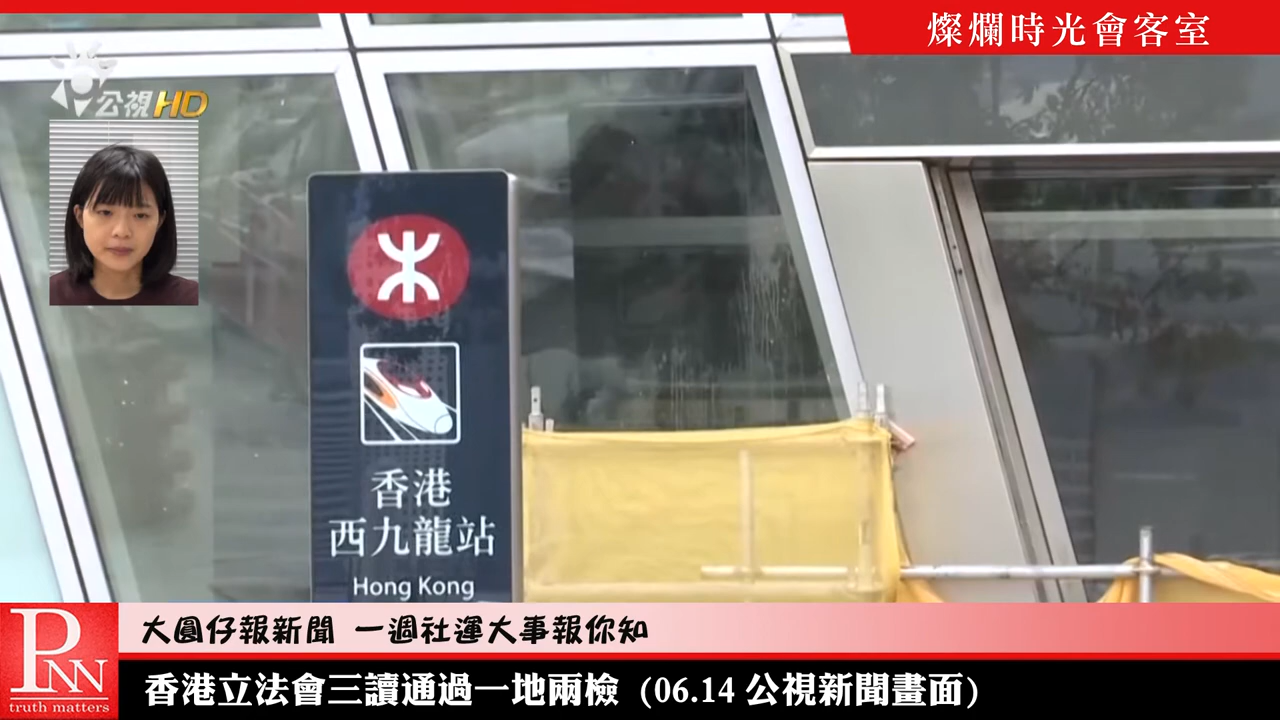 燦爛時光會客室
公視HD
香港
西九龍站
Hong Kong
PNN
truth matters
大圓仔報新聞 一週社運大事報你知
香港立法會三讀通過一地兩檢 (06.14 公視新聞畫面)